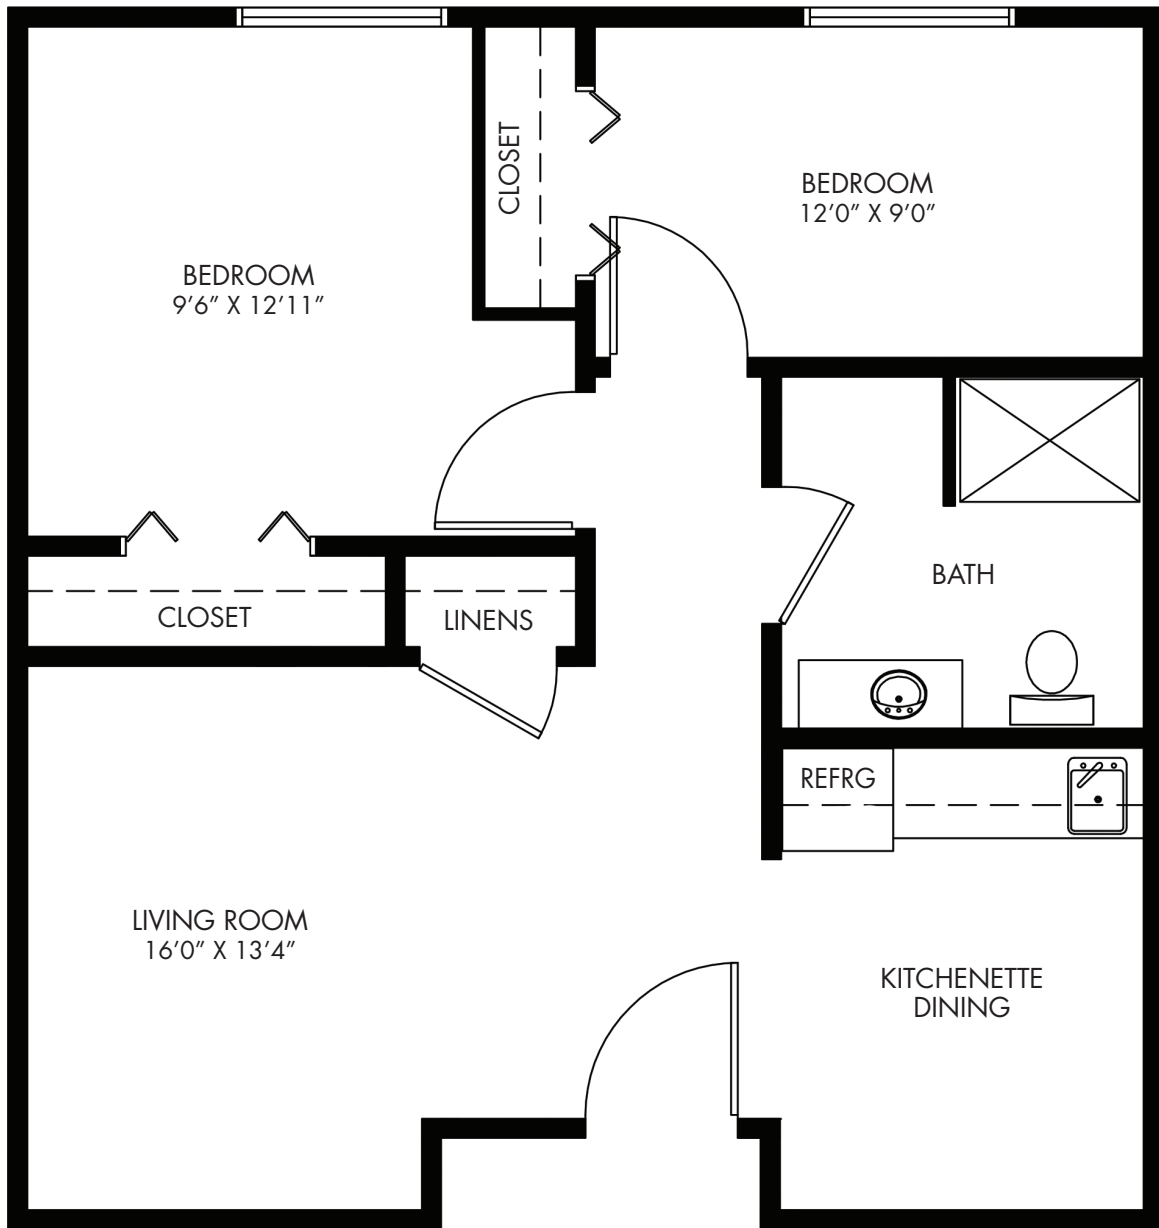 CLOSET
BEDROOM
12’0” X 9’0”
BEDROOM
9’6” X 12’11”
BATH
CLOSET
LINENS
REFRG
LIVING ROOM
16’0” X 13’4”
KITCHENETTE
DINING